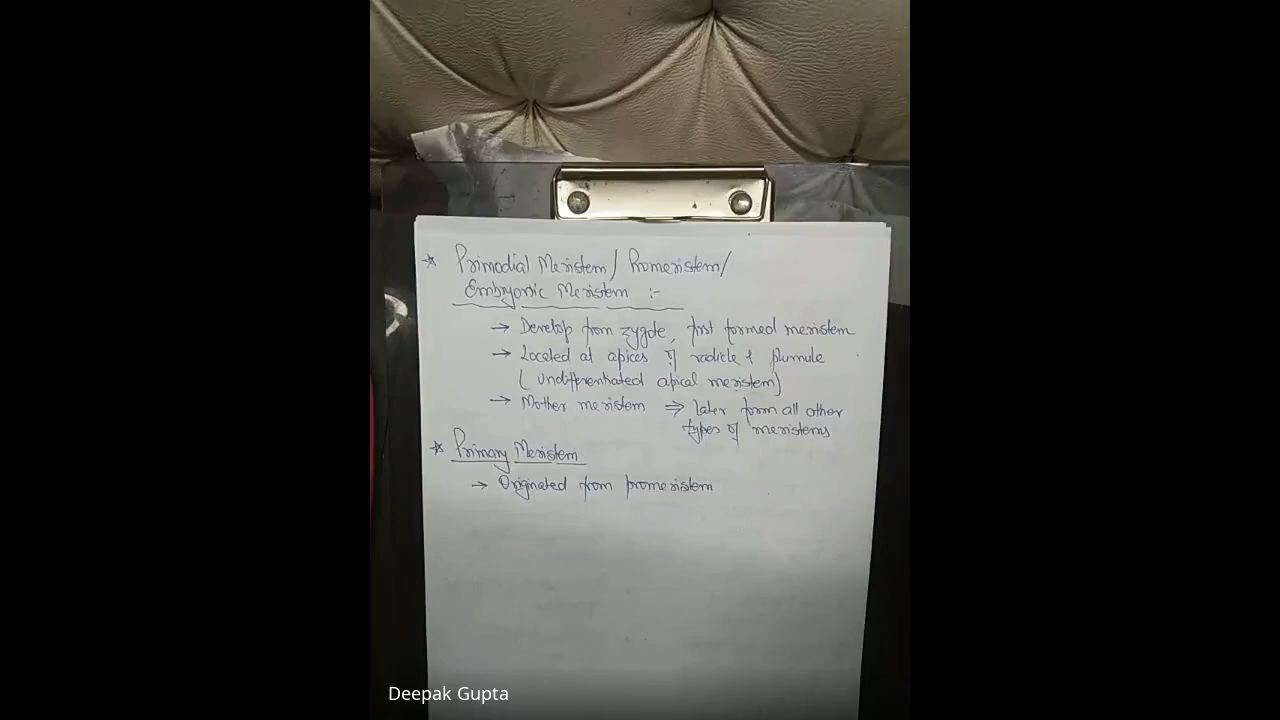 ☆ Primodial Meristem/ Promeristem/
Embryonic Meristem :-
→ Develop from zygote, first formed meristem
→ Located at apices of radicle & plumule
( undifferentiated apical meristem)
→ Mother meristem ⇒ later form all other
types of meristems
☆ Primary Meristem
→ Originated from promeristem
Deepak Gupta